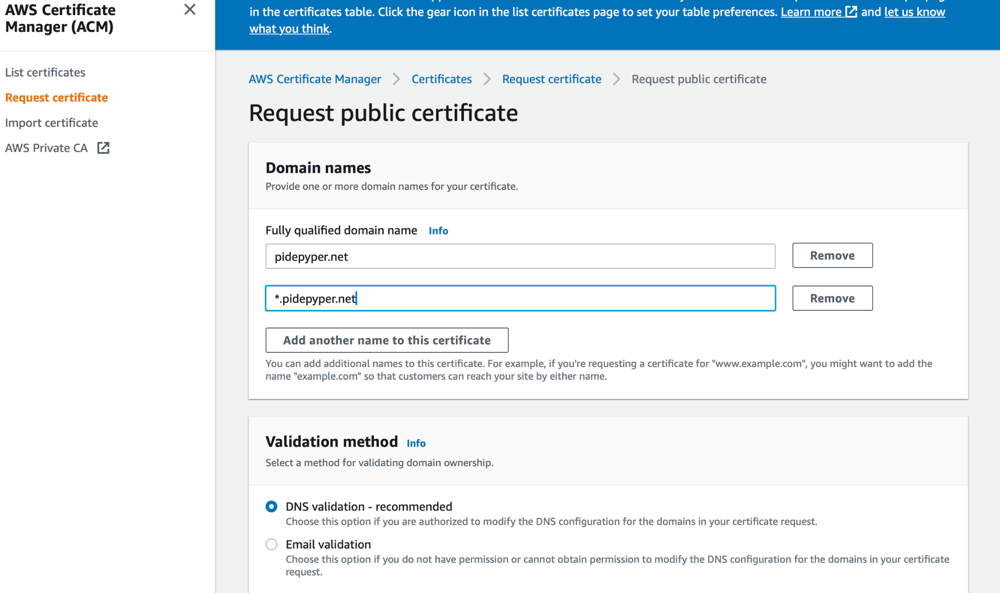 AWS Certificate
Manager (ACM)
List certificates
Request certificate
Import certificate
AWS Private CA
in the certificates table. Click the gear icon in the list certificates page to set your table preferences. Learn more and let us know
what you think.
AWS Certificate Manager > Certificates > Request certificate > Request public certificate
Request public certificate
Domain names
Provide one or more domain names for your certificate.
Fully qualified domain name Info
pidepyper.net Remove
*.pidepyper.net Remove
Add another name to this certificate
You can add additional names to this certificate. For example, if you're requesting a certificate for "www.example.com", you might want to add the
name "example.com" so that customers can reach your site by either name.
Validation method Info
Select a method for validating domain ownership.
DNS validation - recommended
Choose this option if you are authorized to modify the DNS configuration for the domains in your certificate request.
Email validation
Choose this option if you do not have permission or cannot obtain permission to modify the DNS configuration for the domains in your certificate
request.